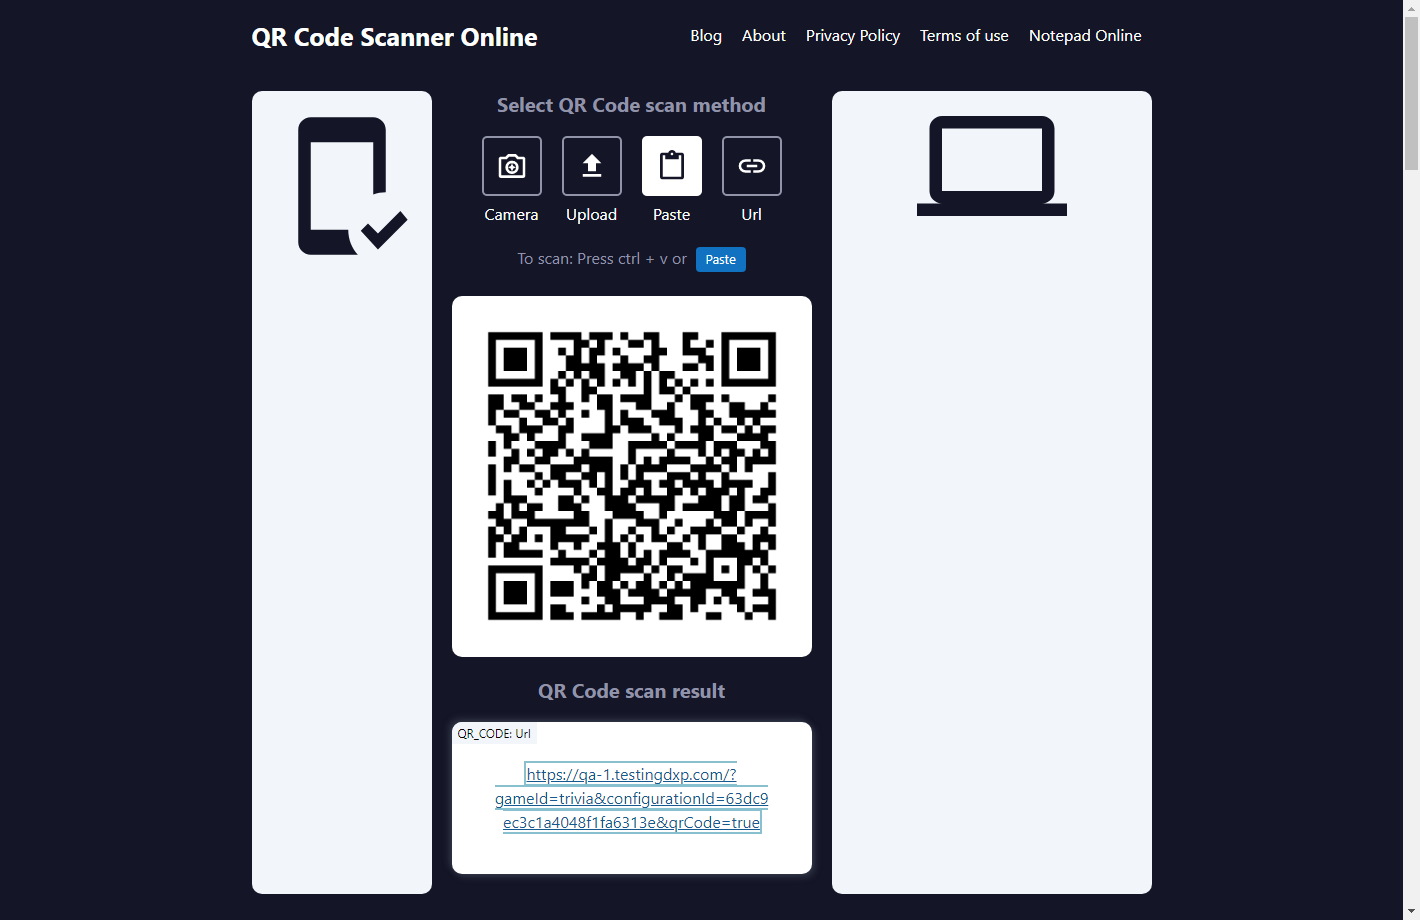 QR Code Scanner Online
Blog About Privacy Policy Terms of use Notepad Online
Select QR Code scan method
Camera Upload Paste Url
To scan: Press ctrl + v or Paste
QR Code scan result
QR_CODE: Url
https://qa-1.testingdxp.com/?
gameId=trivia&configurationId=63dc9
ec3c1a4048f1fa6313e&qrCode=true